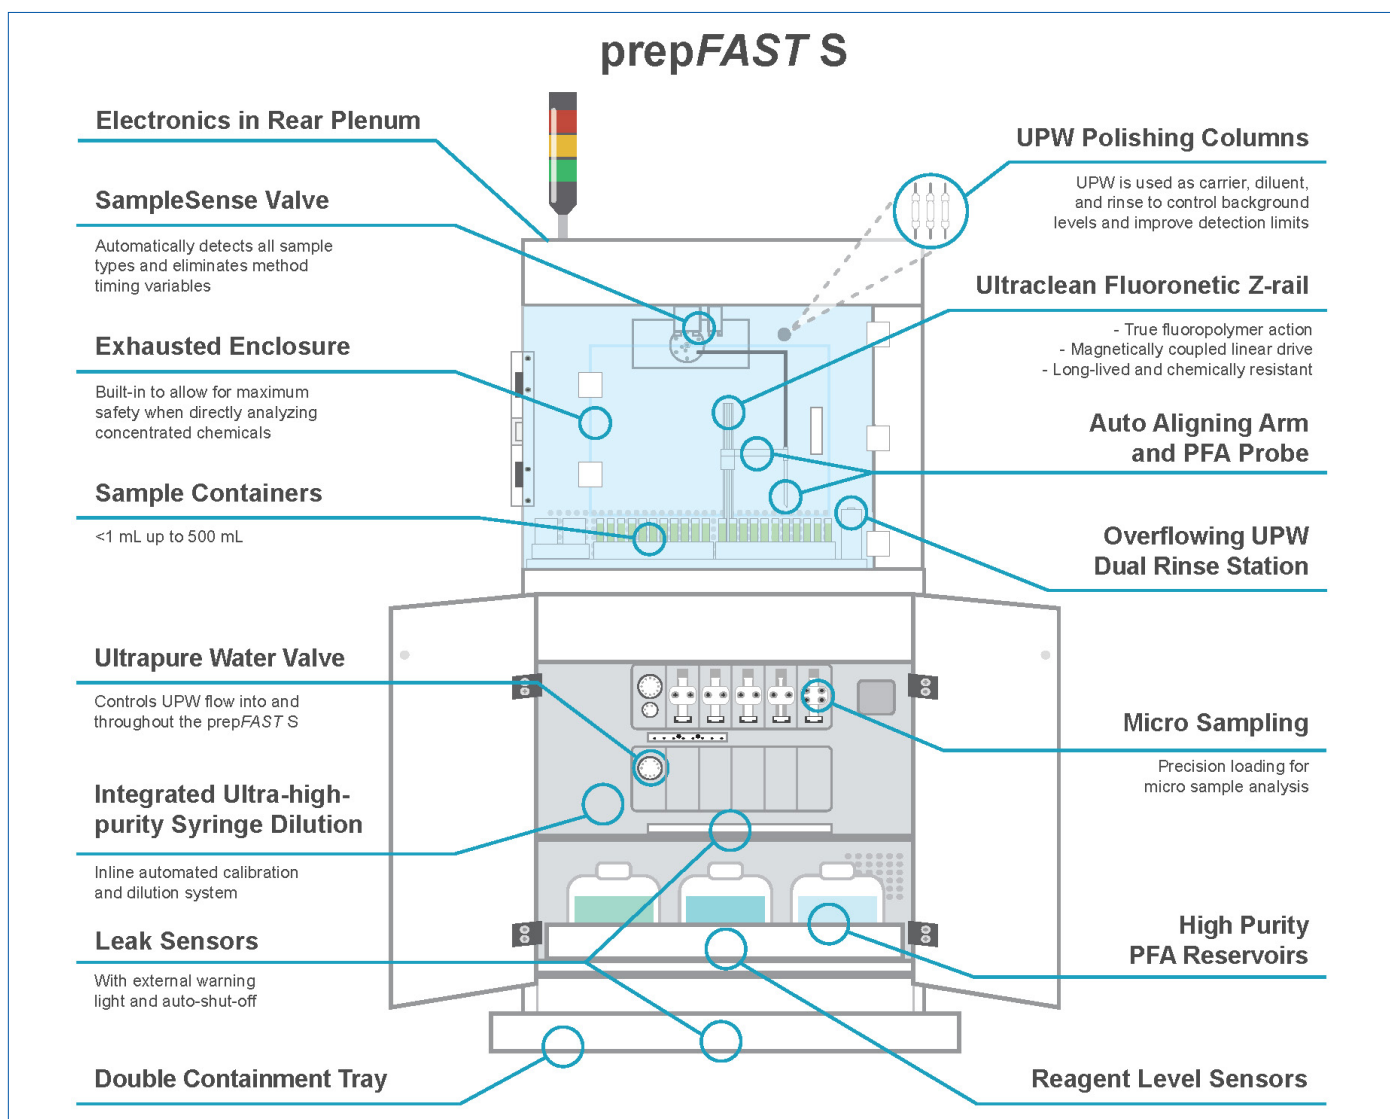 prepFAST S
Electronics in Rear Plenum
SampleSense Valve
Automatically detects all sample
types and eliminates method
timing variables
Exhausted Enclosure
Built-in to allow for maximum
safety when directly analyzing
concentrated chemicals
Sample Containers
<1 mL up to 500 mL
Ultrapure Water Valve
Controls UPW flow into and
throughout the prepFAST S
Integrated Ultra-high-
purity Syringe Dilution
Inline automated calibration
and dilution system
Leak Sensors
With external warning
light and auto-shut-off
Double Containment Tray
UPW Polishing Columns
UPW is used as carrier, diluent,
and rinse to control background
levels and improve detection limits
Ultraclean Fluoronetic Z-rail
- True fluoropolymer action
- Magnetically coupled linear drive
- Long-lived and chemically resistant
Auto Aligning Arm
and PFA Probe
Overflowing UPW
Dual Rinse Station
Micro Sampling
Precision loading for
micro sample analysis
High Purity
PFA Reservoirs
Reagent Level Sensors